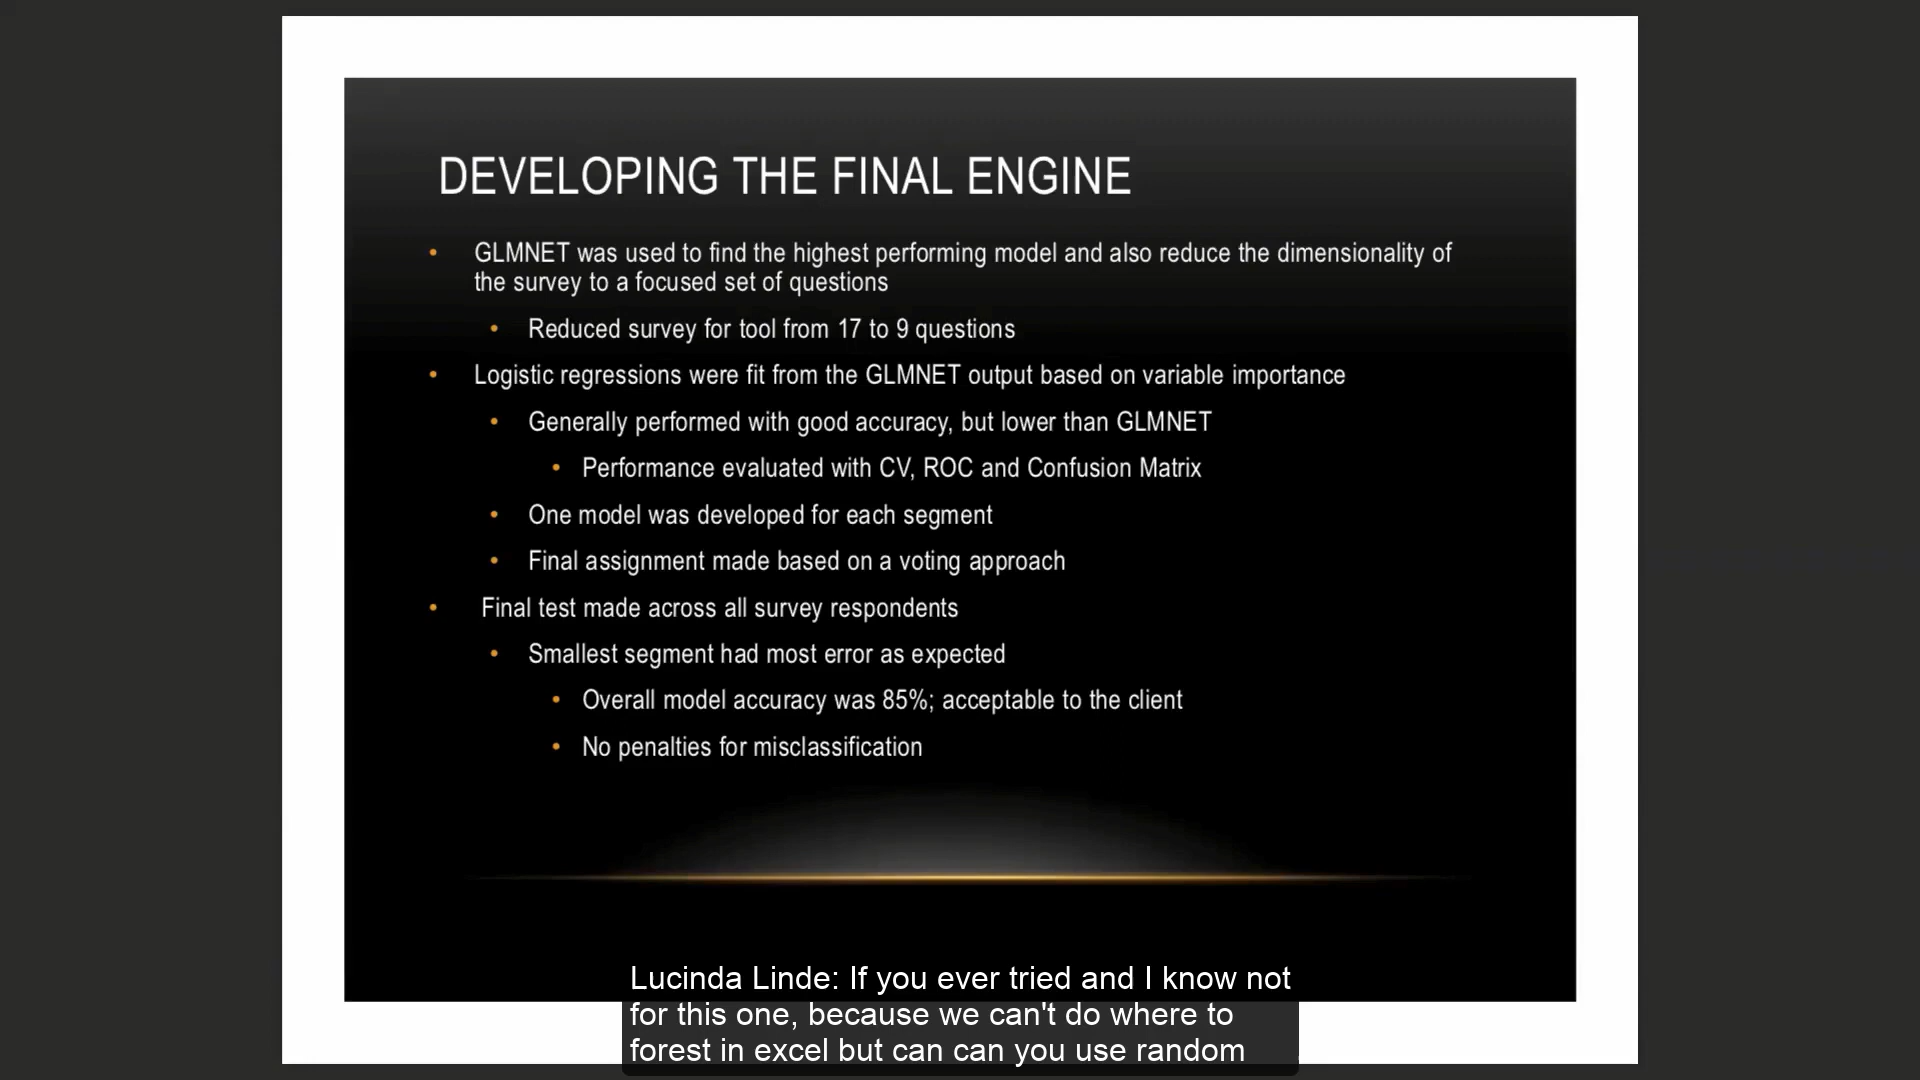 DEVELOPING THE FINAL ENGINE
• GLMNET was used to find the highest performing model and also reduce the dimensionality of
the survey to a focused set of questions
• Reduced survey for tool from 17 to 9 questions
• Logistic regressions were fit from the GLMNET output based on variable importance
• Generally performed with good accuracy, but lower than GLMNET
• Performance evaluated with CV, ROC and Confusion Matrix
• One model was developed for each segment
• Final assignment made based on a voting approach
• Final test made across all survey respondents
• Smallest segment had most error as expected
• Overall model accuracy was 85%; acceptable to the client
• No penalties for misclassification
Lucinda Linde: If you ever tried and I know not
for this one, because we can't do where to
forest in excel but can can you use random